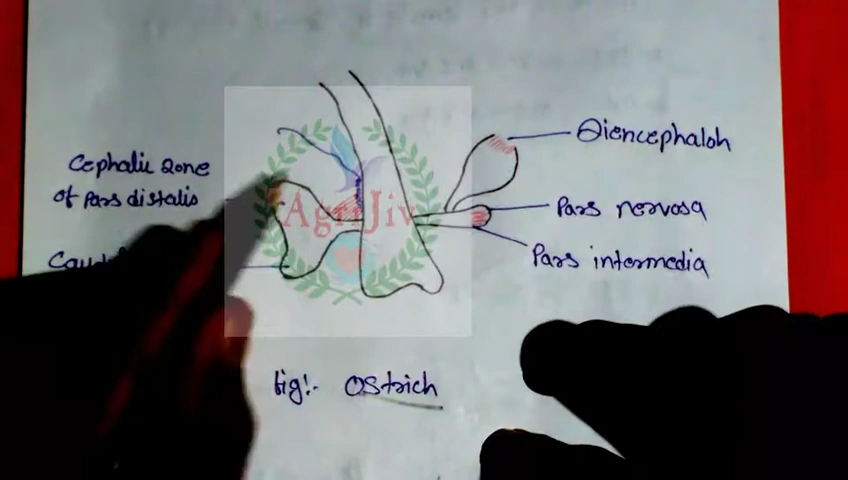 Diencephalon
Cephalic zone
of Pars distalis
AgriJiv
Pars nervosa
Pars intermedia
fig:- Ostrich